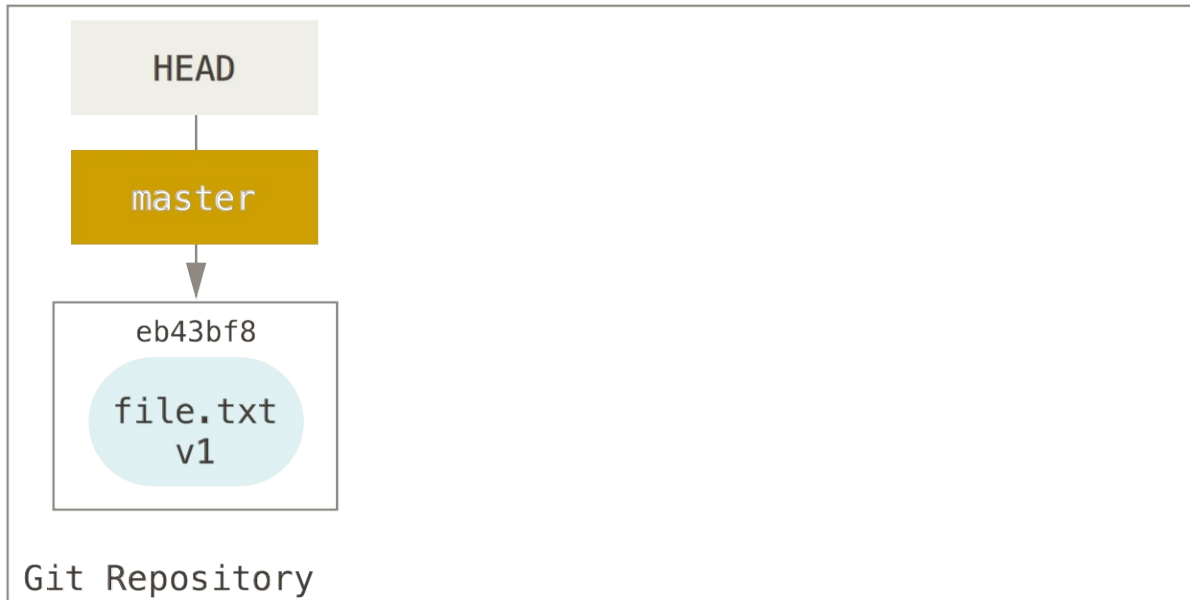 HEAD
master
eb43bf8
file.txt
v1
Git Repository